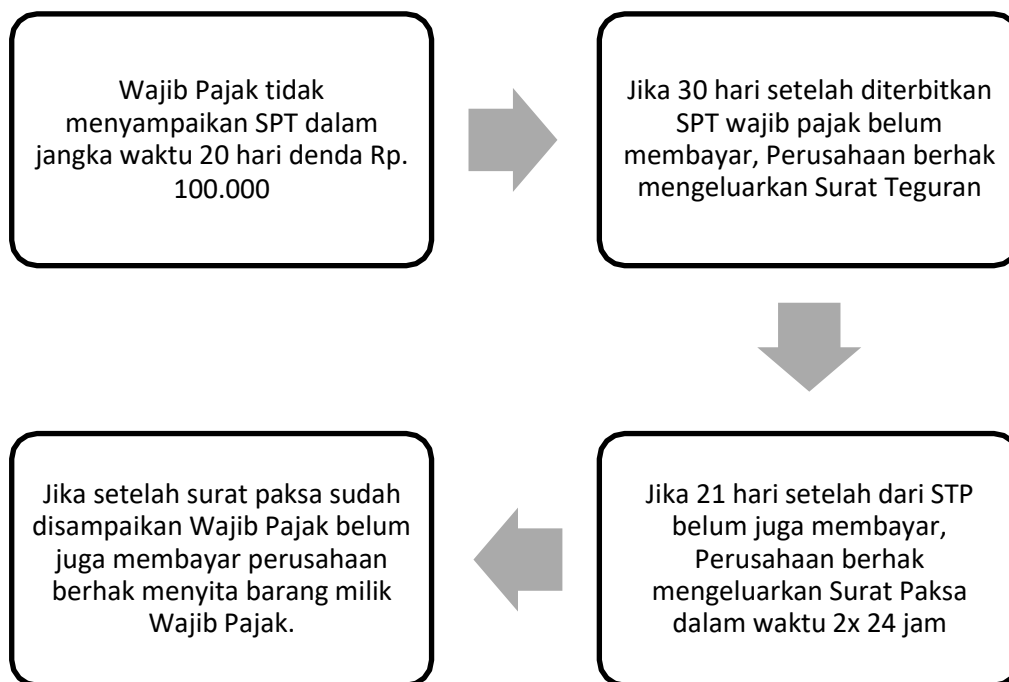 Wajib Pajak tidak
menyampaikan SPT dalam
jangka waktu 20 hari denda Rp.
100.000
Jika 30 hari setelah diterbitkan
SPT wajib pajak belum
membayar, Perusahaan berhak
mengeluarkan Surat Teguran
Jika 21 hari setelah dari STP
belum juga membayar,
Perusahaan berhak
mengeluarkan Surat Paksa
dalam waktu 2x 24 jam
Jika setelah surat paksa sudah
disampaikan Wajib Pajak belum
juga membayar perusahaan
berhak menyita barang milik
Wajib Pajak.